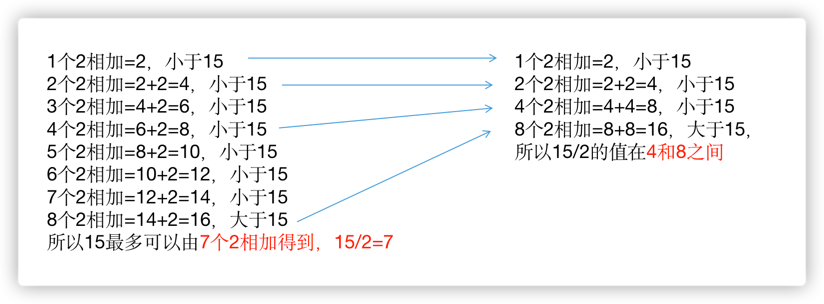 1个2相加=2，小于15
2个2相加=2+2=4，小于15
3个2相加=4+2=6，小于15
4个2相加=6+2=8，小于15
5个2相加=8+2=10，小于15
6个2相加=10+2=12，小于15
7个2相加=12+2=14，小于15
8个2相加=14+2=16，大于15
所以15最多可以由7个2相加得到，15/2=7
1个2相加=2，小于15
2个2相加=2+2=4，小于15
4个2相加=4+4=8，小于15
8个2相加=8+8=16，大于15，
所以15/2的值在4和8之间